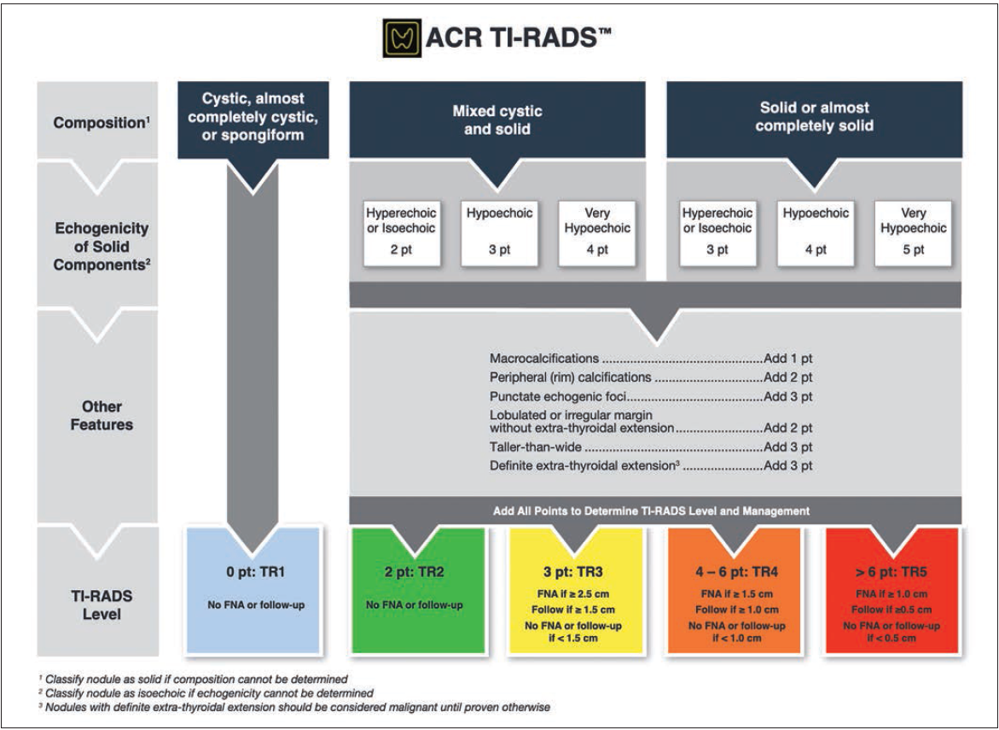 ACR TI-RADS™
Composition¹
Cystic, almost
completely cystic,
or spongiform
Mixed cystic
and solid
Solid or almost
completely solid
Echogenicity
of Solid
Components²
Hyperechoic
or Isoechoic
2 pt
Hypoechoic
3 pt
Very
Hypoechoic
4 pt
Hyperechoic
or Isoechoic
3 pt
Hypoechoic
4 pt
Very
Hypoechoic
5 pt
Other
Features
Macrocalcifications ............................................Add 1 pt
Peripheral (rim) calcifications ..............................Add 2 pt
Punctate echogenic foci.....................................Add 3 pt
Lobulated or irregular margin
without extra-thyroidal extension.........................Add 2 pt
Taller-than-wide ................................................Add 3 pt
Definite extra-thyroidal extension³ ......................Add 3 pt
Add All Points to Determine TI-RADS Level and Management
TI-RADS
Level
0 pt: TR1
No FNA or follow-up
2 pt: TR2
No FNA or follow-up
3 pt: TR3
FNA if ≥ 2.5 cm
Follow if ≥ 1.5 cm
No FNA or follow-up
if < 1.5 cm
4 – 6 pt: TR4
FNA if ≥ 1.5 cm
Follow if ≥ 1.0 cm
No FNA or follow-up
if < 1.0 cm
> 6 pt: TR5
FNA if ≥ 1.0 cm
Follow if ≥0.5 cm
No FNA or follow-up
if < 0.5 cm
¹ Classify nodule as solid if composition cannot be determined
² Classify nodule as isoechoic if echogenicity cannot be determined
³ Nodules with definite extra-thyroidal extension should be considered malignant until proven otherwise